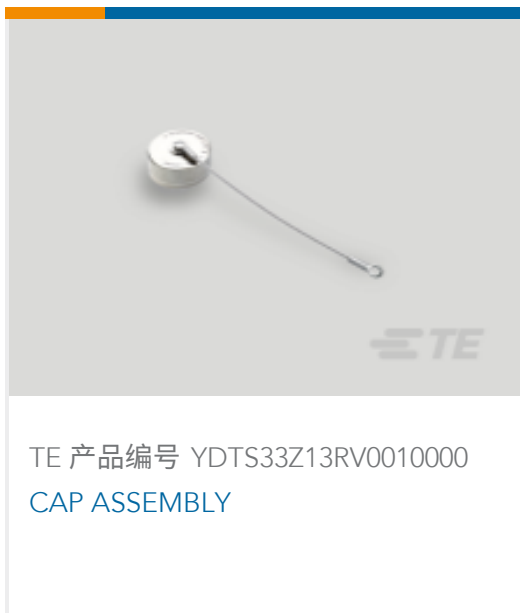 TE
TE 产品编号 YDTS33Z13RV0010000
CAP ASSEMBLY